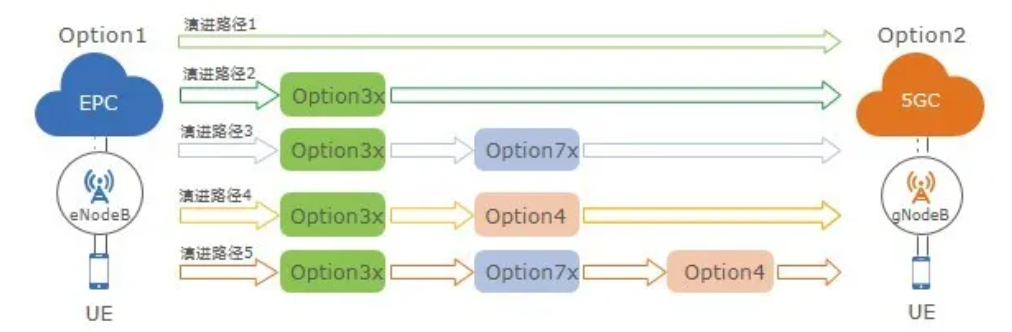 Option1
演进路径1
Option2
演进路径2
EPC
Option3x
5GC
演进路径3
Option3x
Option7x
演进路径4
eNodeB
Option3x
Option4
gNodeB
演进路径5
Option3x
Option7x
Option4
UE
UE